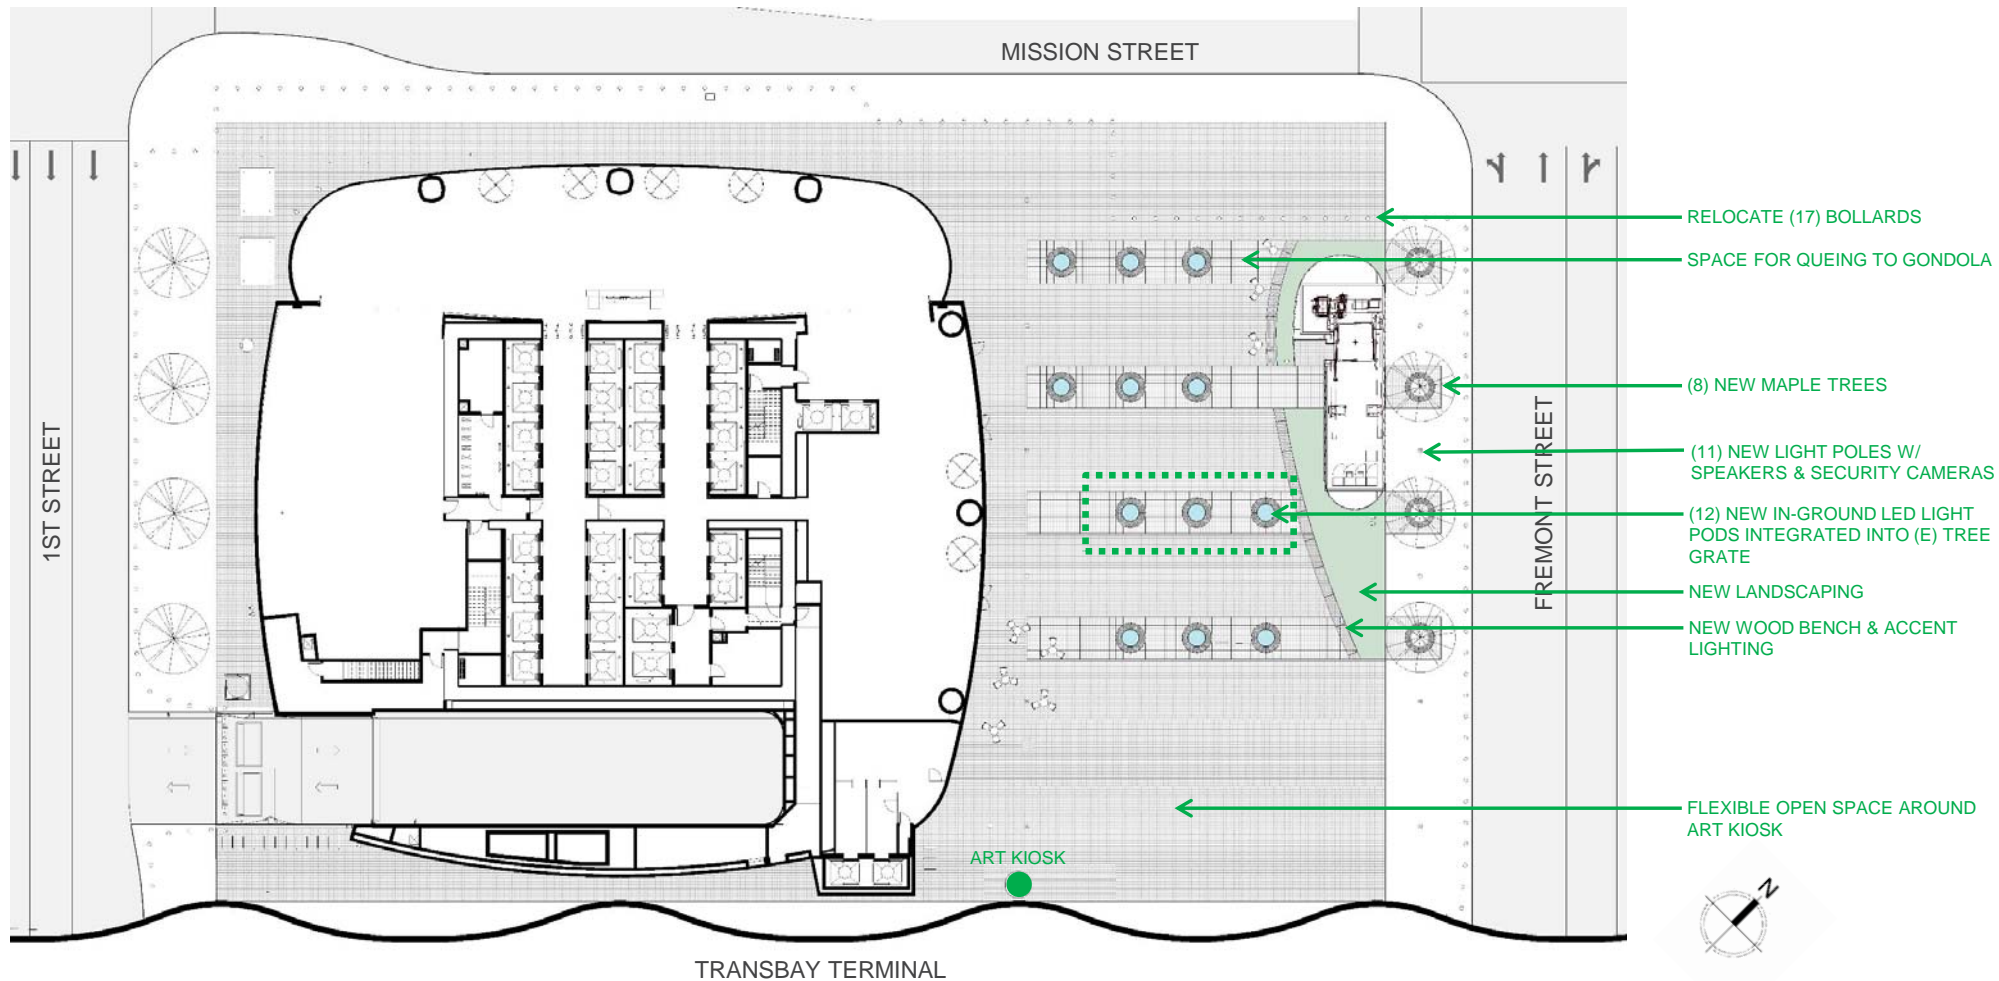 MISSION STREET
1ST STREET
FREMONT STREET
RELOCATE (17) BOLLARDS
SPACE FOR QUEING TO GONDOLA
(8) NEW MAPLE TREES
(11) NEW LIGHT POLES W/
SPEAKERS & SECURITY CAMERAS
(12) NEW IN-GROUND LED LIGHT
PODS INTEGRATED INTO (E) TREE
GRATE
NEW LANDSCAPING
NEW WOOD BENCH & ACCENT
LIGHTING
FLEXIBLE OPEN SPACE AROUND
ART KIOSK
ART KIOSK
N
TRANSBAY TERMINAL